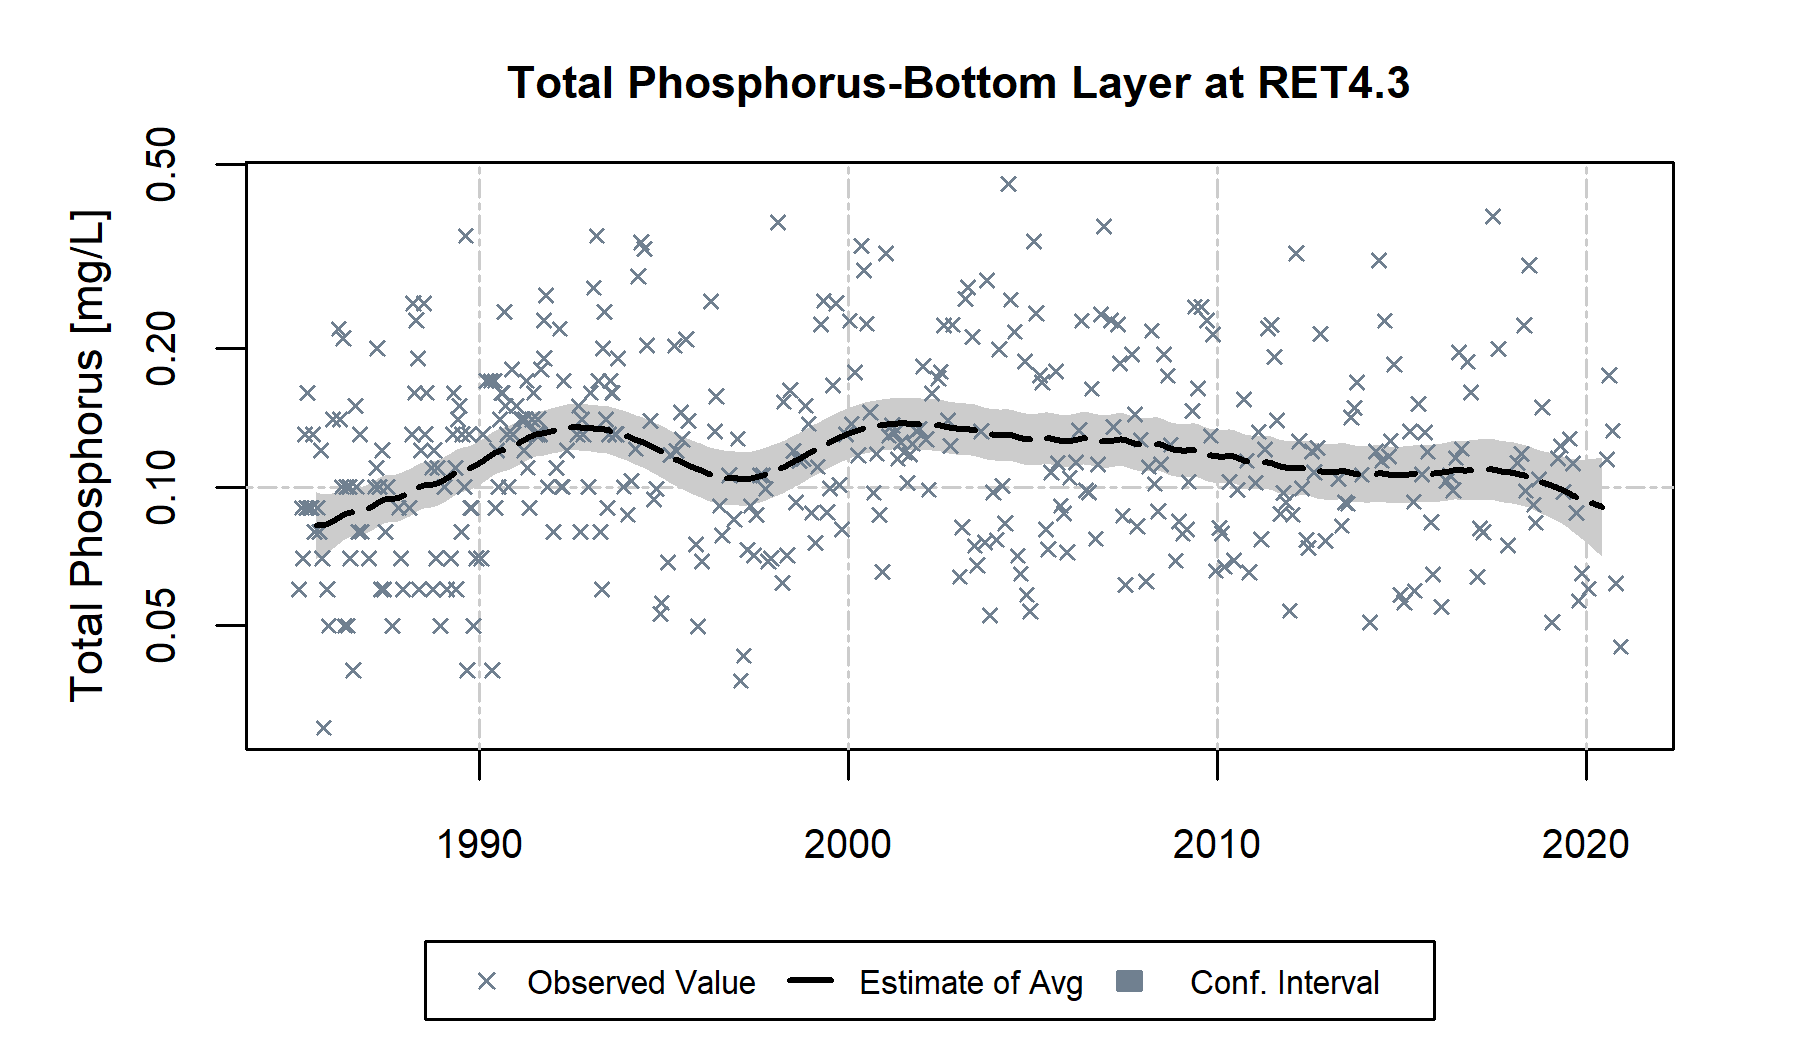 Total Phosphorus-Bottom Layer at RET4.3
Total Phosphorus [mg/L]
0.50
0.20
0.10
0.05
1990 2000 2010 2020
Observed Value Estimate of Avg Conf. Interval